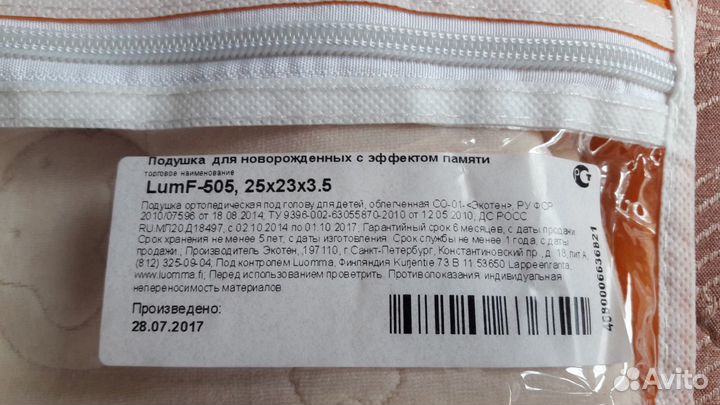 Подушка для новорожденных с эффектом памяти
торговое наименование
LumF-505, 25x23x3.5
Подушка ортопедическая под голову для детей, облегченная СО-01-«Экотен», РУ ФСР
2010/07596 от 18.08.2014, ТУ 9396-002-63055870-2010 от 12.05.2010, ДС РОСС
RU.МЛ20.Д18497, с 02.10.2014 по 01.10.2017, Гарантийный срок 6 месяцев, с даты продажи
Срок хранения не менее 5 лет, с даты изготовления. Срок службы не менее 1 года, с даты
продажи., Производитель Экотен, ,197110, г.Санкт-Петербург, Константиновский пр., д. 18, лит.А
(812) 325-09-04, Под контролем Luomma, Финляндия Kurjentie 73 B 11 53650 Lappeenranta,
www.luomma.fi; Перед использованием проветрить. Противопоказания: индивидуальная
непереносимость материалов.
Произведено:
28.07.2017
РСТ
4690006636821
Avito